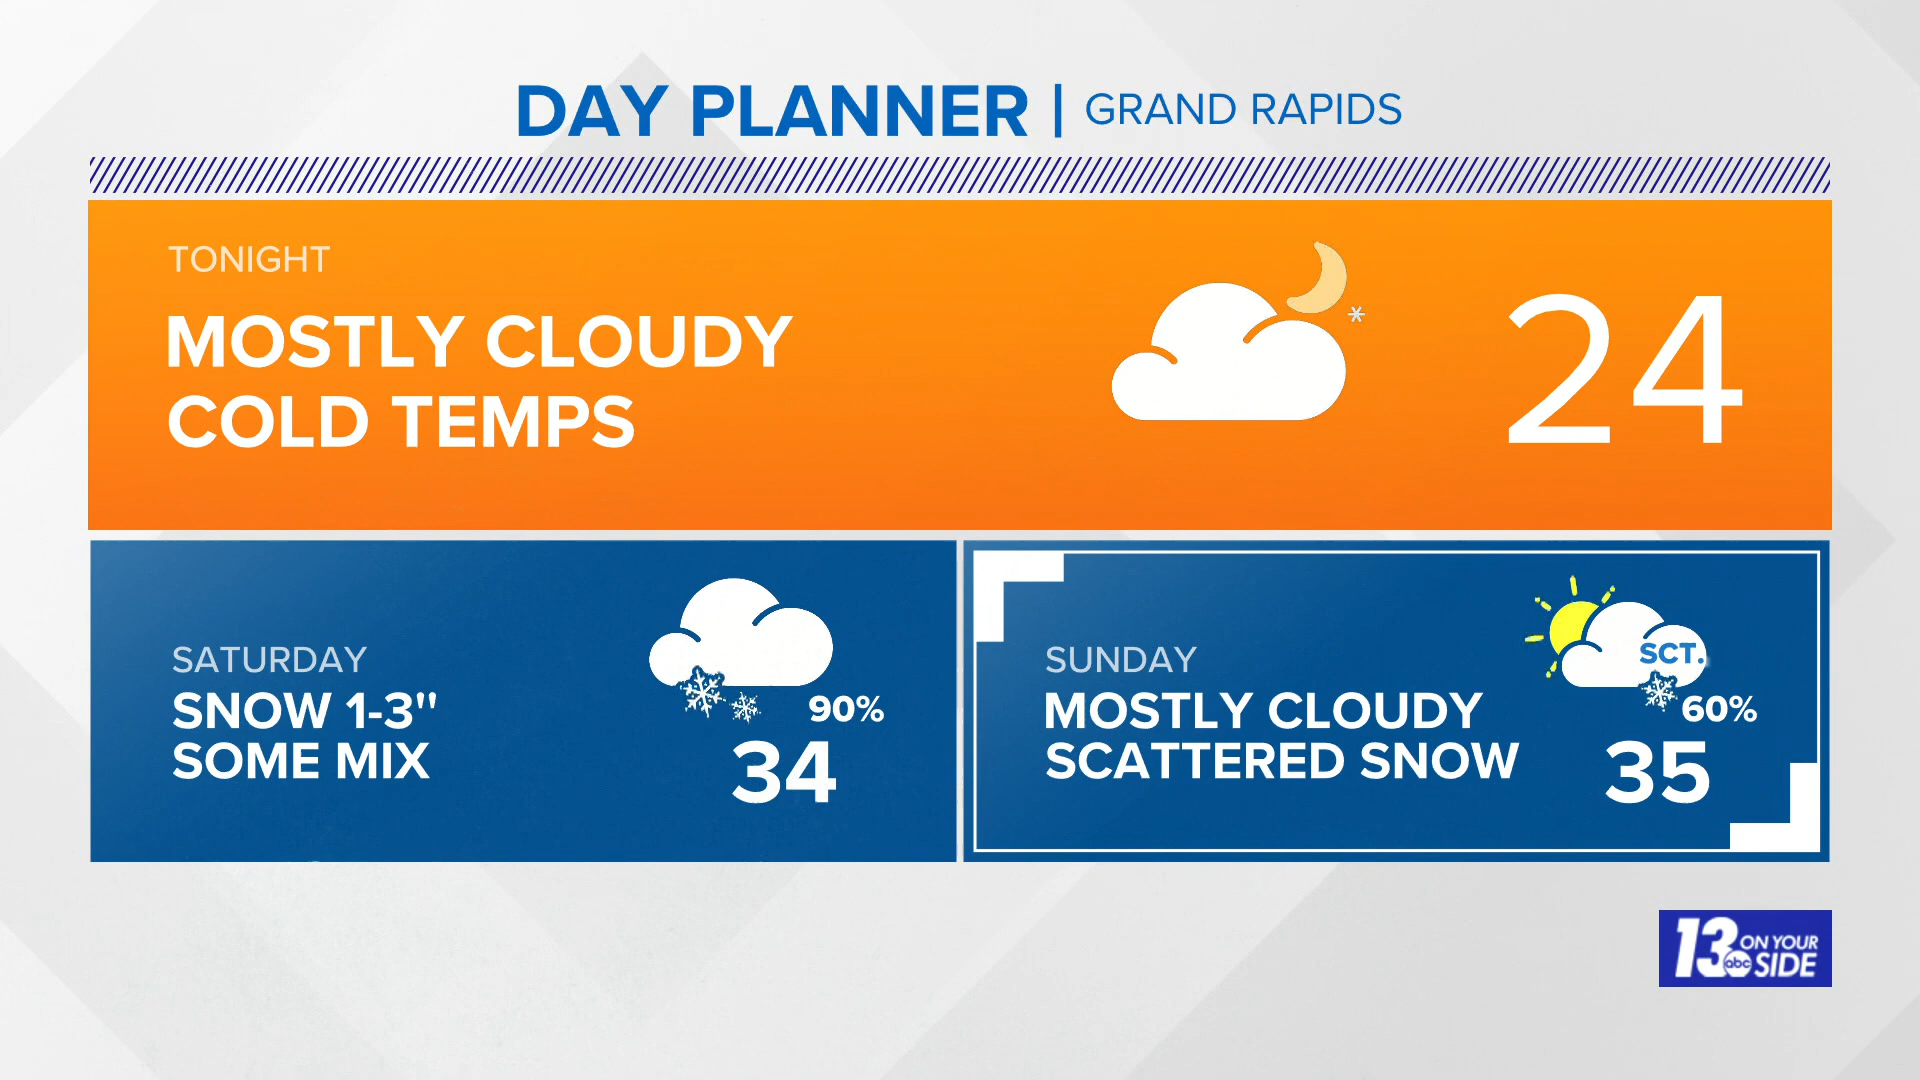 DAY PLANNER | GRAND RAPIDS
TONIGHT
MOSTLY CLOUDY
COLD TEMPS
24
SATURDAY
SNOW 1-3"
SOME MIX
90%
34
SUNDAY
MOSTLY CLOUDY
SCATTERED SNOW
SCT.
60%
35
13 ON YOUR
abc SIDE